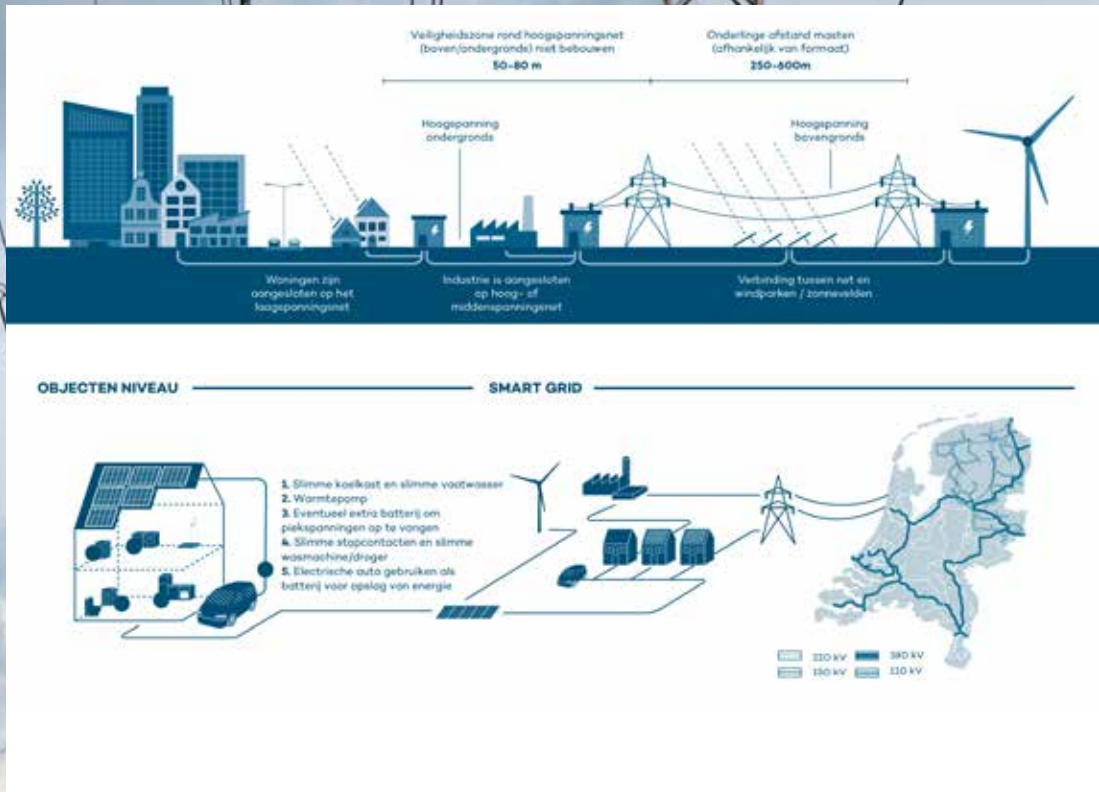 Veiligheidszone rond hoogspanningsnet
(boven/ondergronds) niet bebouwen
50-80 m
Onderlinge afstand masten
(afhankelijk van formaat)
250-600m
Hoogspanning
ondergronds
Hoogspanning
bovengronds
Woningen zijn
aangesloten op het
laagspanningsnet
Industrie is aangesloten
op hoog- of
middenspanningsnet
Verbinding tussen net en
windparken / zonnevelden
OBJECTEN NIVEAU
SMART GRID
1. Slimme koelkast en slimme vaatwasser
2. Warmtepomp
3. Eventueel extra batterij om
piekspanningen op te vangen
4. Slimme stopcontacten en slimme
wasmachine/droger
5. Electrische auto gebruiken als
batterij voor opslag van energie
380 kV
150 kV
110 kV